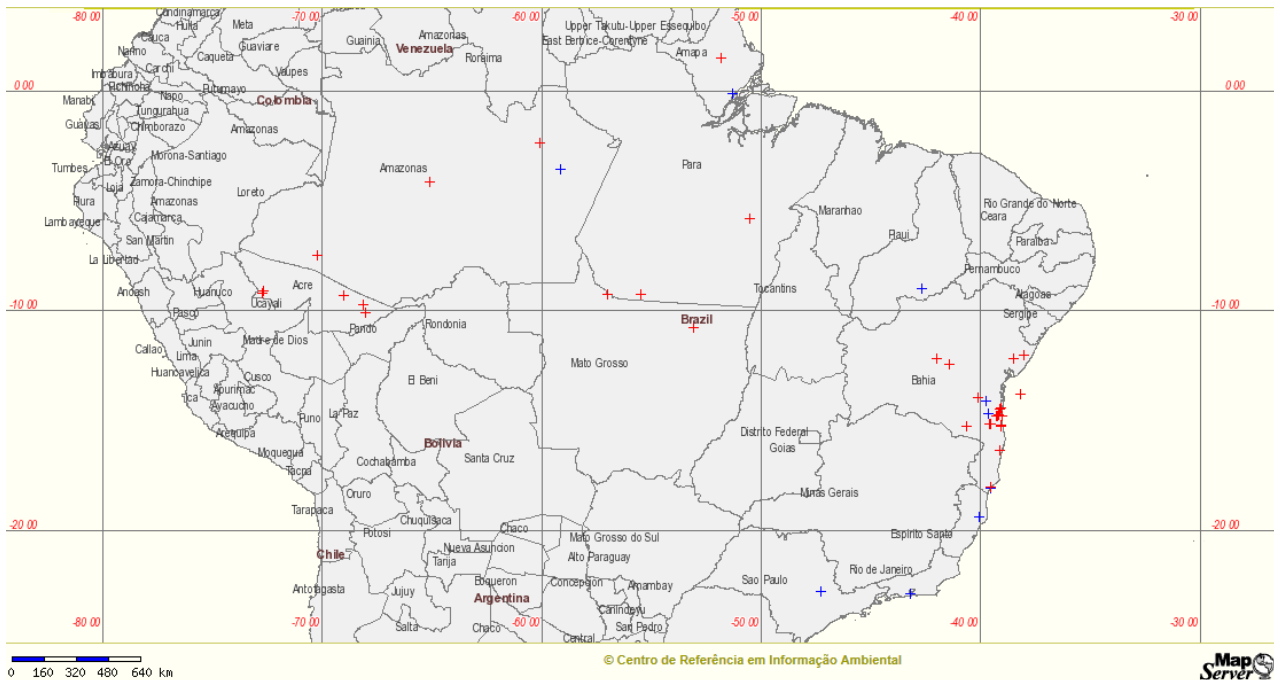 -80 00
-70 00
-60 00
-50 00
-40 00
-30 00
Cundinamarca
Huila
Meta
Cauca
Guaviare
Guainia
Amazonas
Venezuela
Upper Takutu-Upper Essequibo
East Berbice-Corentyne
Amapa
Narino
Caqueta
Roraima
Carchi
Vaupes
Imbabura
Pichincha
Putumayo
0 00
0 00
Manabi
Napo
Colombia
Tungurahua
Guayas
Chimborazo
Amazonas
Azuay
Morona-Santiago
El Oro
Para
Tumbes
Amazonas
Zamora-Chinchipe
Loja
Loreto
Piura
Amazonas
Rio Grande do Norte
Maranhao
Ceara
Lambayeque
Cajamarca
San Martin
Piaui
Paraiba
La Libertad
Pernambuco
Acre
Ancash
Huanuco
Tocantins
Alagoas
Ucayali
-10 00
-10 00
Pasco
Sergipe
Brazil
Rondonia
Pando
Junin
Madre de Dios
Callao
Lima
Mato Grosso
Huancavelica
Cusco
El Beni
Bahia
Apurimac
Ica
Ayacucho
Puno
La Paz
Arequipa
Distrito Federal
Bolivia
Goias
Moquegua
Santa Cruz
Cochabamba
Tacna
Oruro
Minas Gerais
Tarapaca
Chuquisaca
-20 00
-20 00
Chaco
Potosi
Mato Grosso do Sul
Espirito Santo
Nueva Asuncion
Chile
Alto Paraguay
Tarija
Rio de Janeiro
Boqueron
Concepcion
Sao Paulo
Antofagasta
Jujuy
Amambay
Argentina
Canindeyu
Salta
Chaco
San Pedro
Central
-80 00
-70 00
-60 00
-50 00
-40 00
-30 00
© Centro de Referência em Informação Ambiental
0 160 320 480 640 km
Map
Server